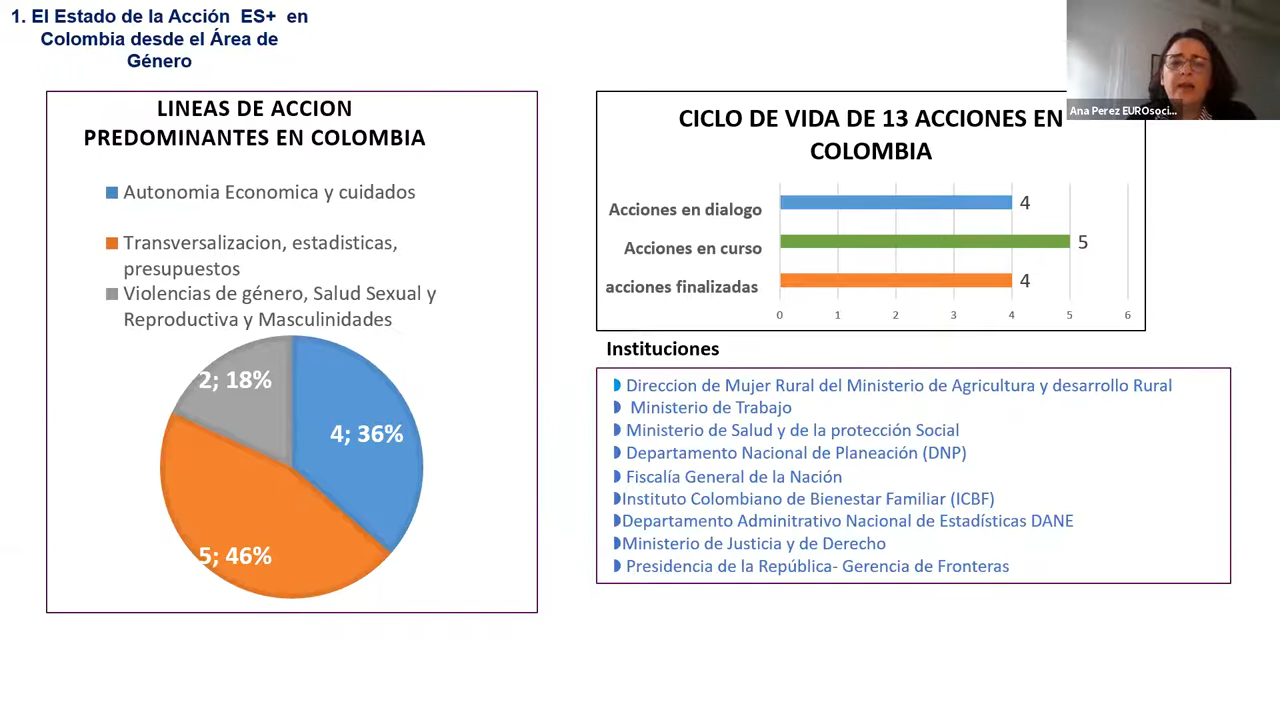 1. El Estado de la Acción ES+ en
Colombia desde el Área de
Género
LINEAS DE ACCION
PREDOMINANTES EN COLOMBIA
Autonomia Economica y cuidados
Transversalizacion, estadisticas,
presupuestos
Violencias de género, Salud Sexual y
Reproductiva y Masculinidades
2; 18%
4; 36%
5; 46%
CICLO DE VIDA DE 13 ACCIONES EN
COLOMBIA
Acciones en dialogo 4
Acciones en curso 5
acciones finalizadas 4
0 1 2 3 4 5 6
Instituciones
Direccion de Mujer Rural del Ministerio de Agricultura y desarrollo Rural
Ministerio de Trabajo
Ministerio de Salud y de la protección Social
Departamento Nacional de Planeación (DNP)
Fiscalía General de la Nación
Instituto Colombiano de Bienestar Familiar (ICBF)
Departamento Adminitrativo Nacional de Estadísticas DANE
Ministerio de Justicia y de Derecho
Presidencia de la República- Gerencia de Fronteras
Ana Perez EUROsoci...